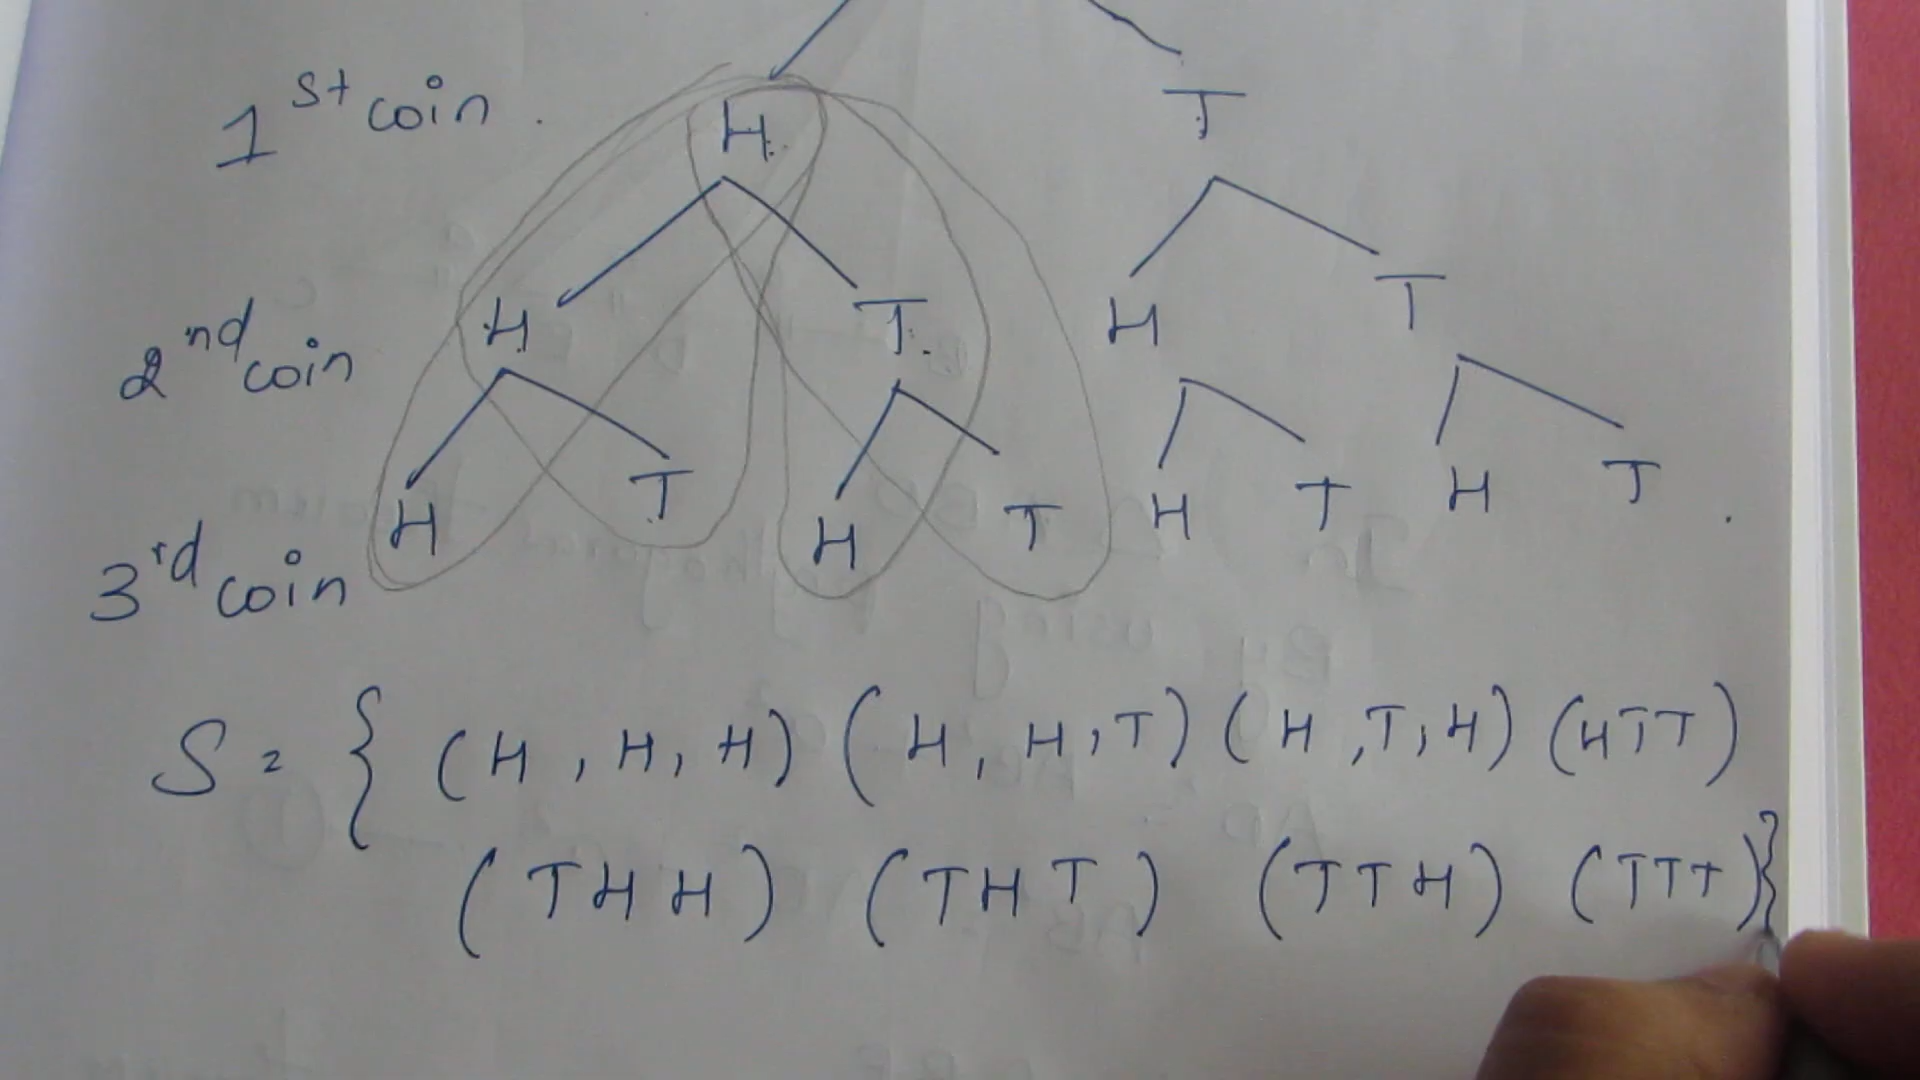 1st coin . H T
2nd coin H T H T
3rd coin H T H T H T H T .
S = { (H, H, H) (H, H, T) (H, T, H) (HTT)
(THH) (THT) (TTH) (TTT)}